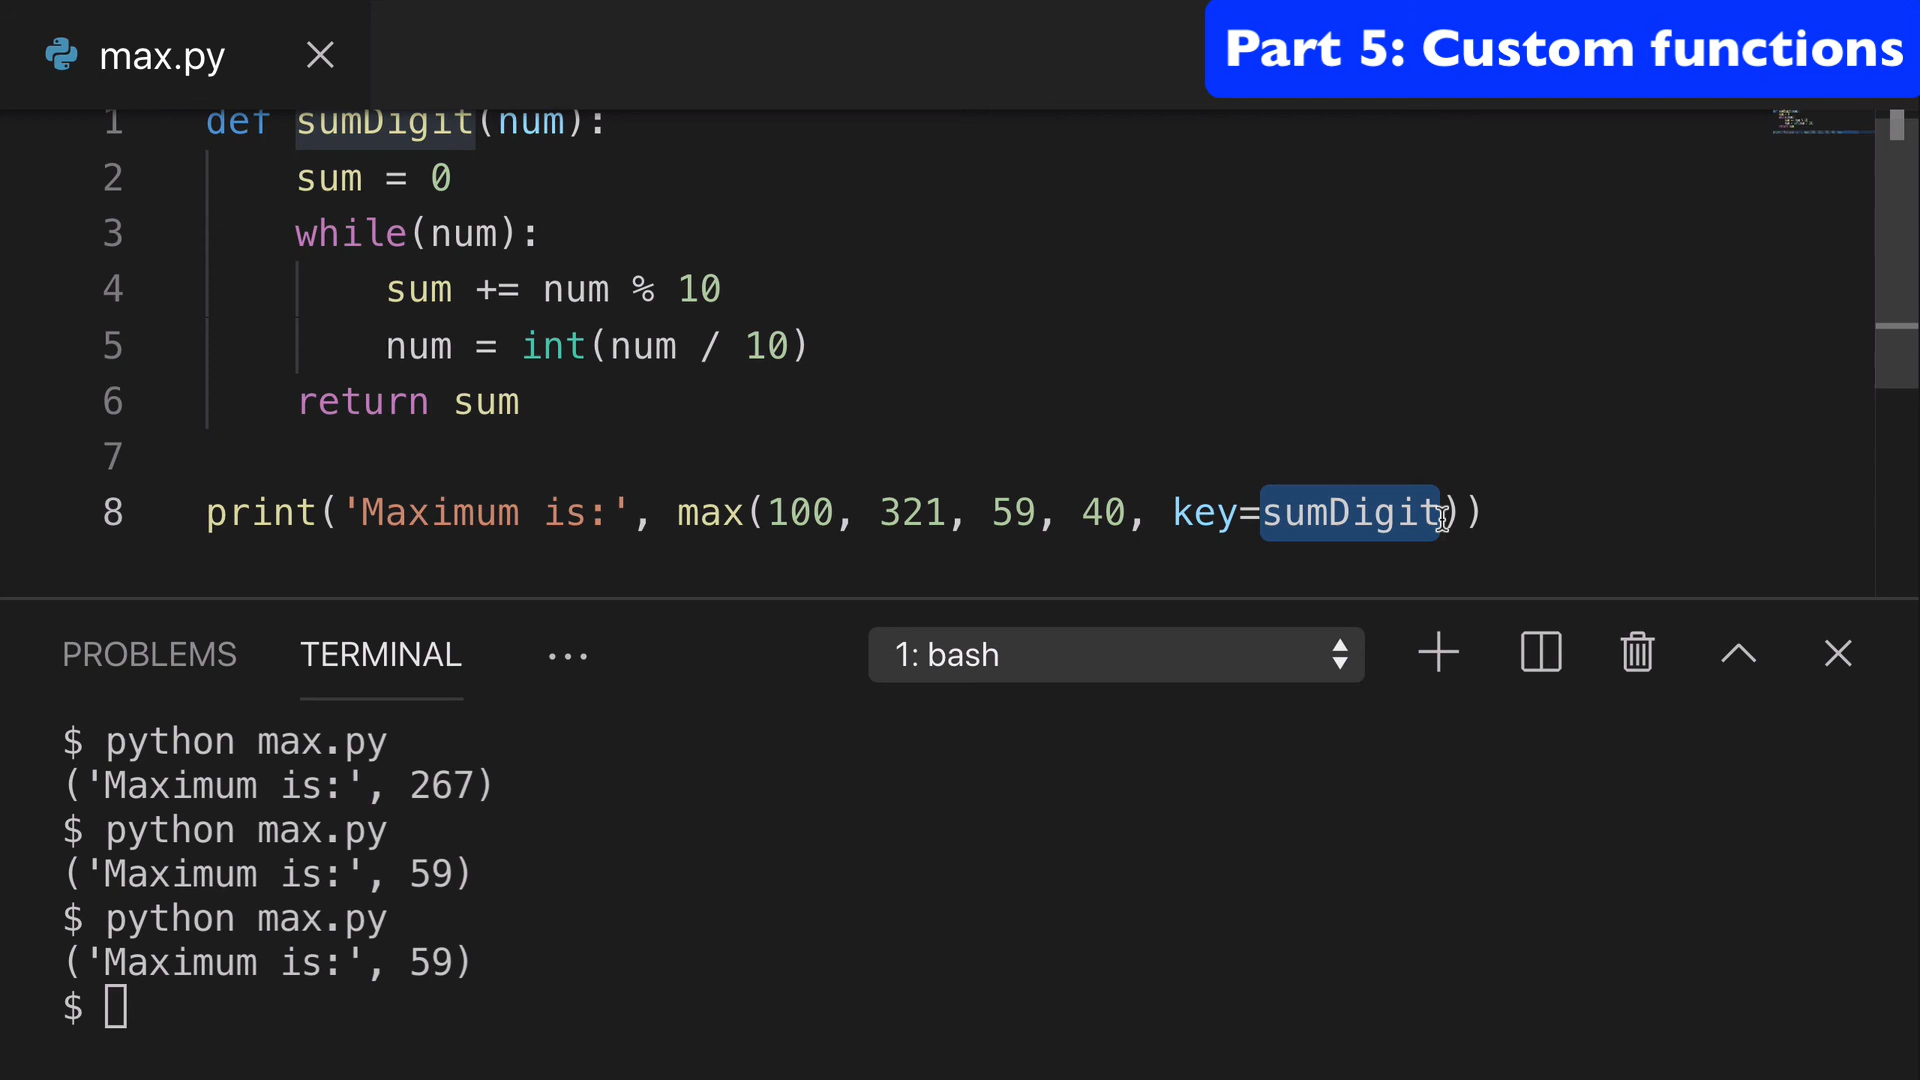 max.py
Part 5: Custom functions
1 def sumDigit(num):
2 sum = 0
3 while(num):
4 sum += num % 10
5 num = int(num / 10)
6 return sum
7
8 print('Maximum is:', max(100, 321, 59, 40, key=sumDigit))
PROBLEMS TERMINAL ... 1: bash
$ python max.py
('Maximum is:', 267)
$ python max.py
('Maximum is:', 59)
$ python max.py
('Maximum is:', 59)
$